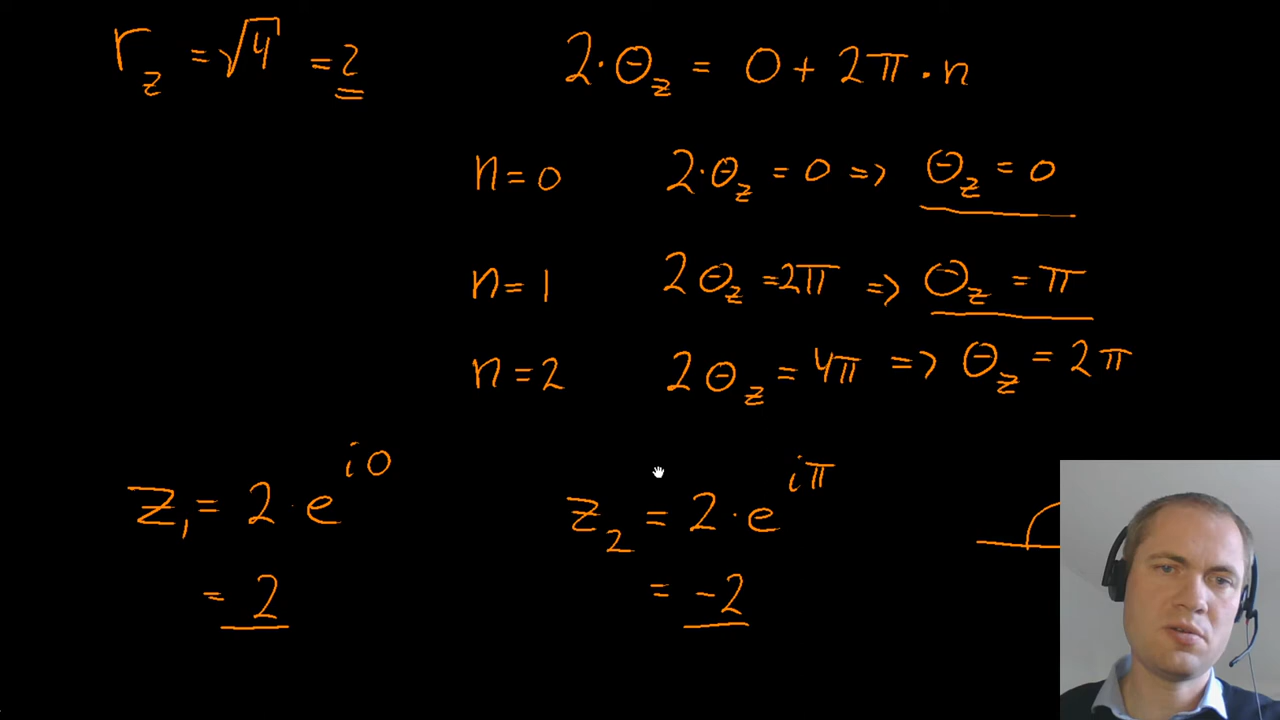 r_z = √4 = 2
2·θ_z = 0 + 2π·n
n=0 2·θ_z = 0 => θ_z = 0
n=1 2θ_z = 2π => θ_z = π
n=2 2θ_z = 4π => θ_z = 2π
z_1 = 2·e^{i0}
= 2
z_2 = 2·e^{iπ}
= -2